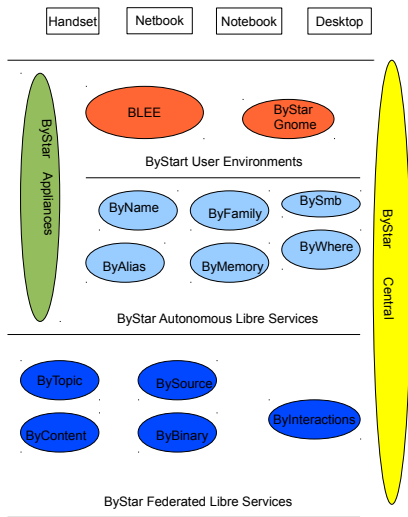 Handset
Netbook
Notebook
Desktop
ByStar
Appliances
BLEE
ByStar
Gnome
ByStart User Environments
ByName
ByFamily
BySmb
ByAlias
ByMemory
ByWhere
ByStar Autonomous Libre Services
ByStar Central
ByTopic
BySource
ByContent
ByBinary
ByInteractions
ByStar Federated Libre Services